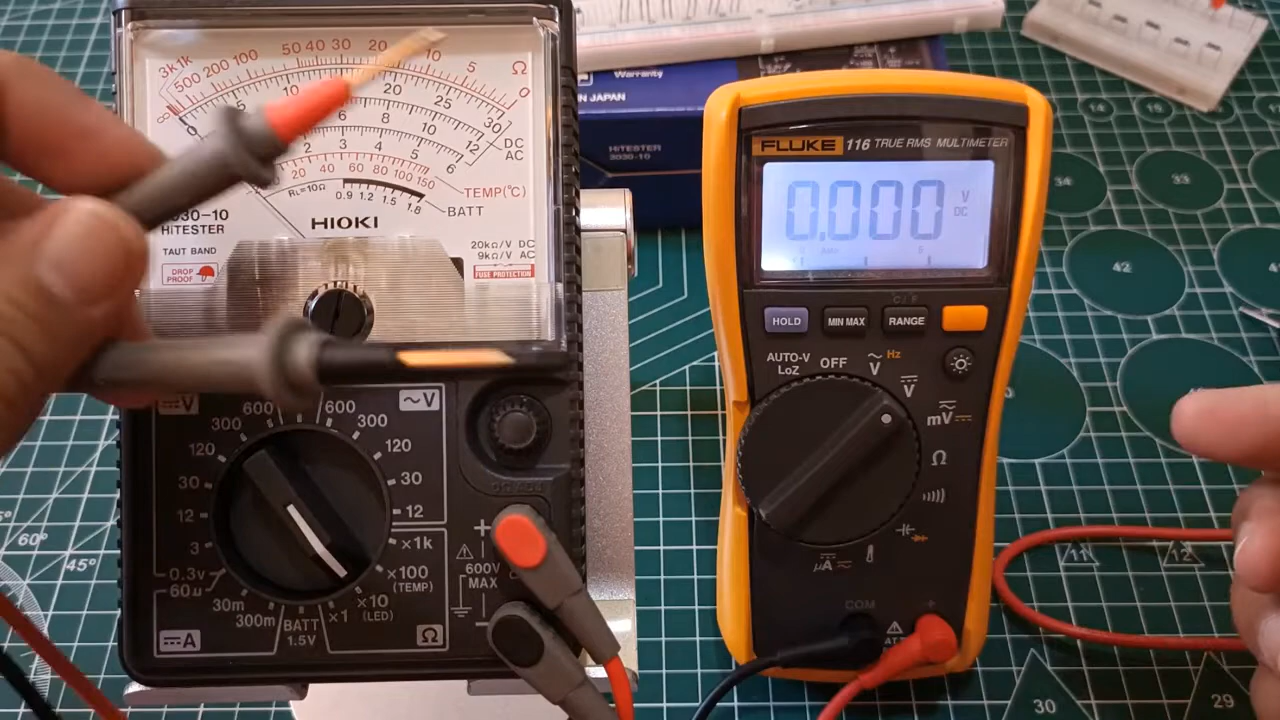 Warranty
IN JAPAN
HiTESTER
3030-10
3k 1k
500 200 100 50 40 30 20 10 5 Ω
∞ 0
0 10 20 25 30
6 8 10 12
2 3 4 5 6
DC
AC
20 40 60 80 100 150 TEMP(℃)
RL=10Ω
0.9 1.2 1.5 1.8 BATT
3030-10
HiTESTER
HIOKI
TAUT BAND
DROP
PROOF
20kΩ/V DC
9kΩ/V AC
FUSE PROTECTION
⎓V
600 600
~V
300 300
120 120
30 30
12 12
3
0.3v
60μ
30m
300m
BATT
1.5V
×1k
×100
(TEMP)
×10
(LED)
×1
⎓A
Ω
+
600V
MAX
−
FLUKE 116 TRUE RMS MULTIMETER
0.000 V
DC
HOLD
MIN MAX
RANGE
AUTO-V
LoZ
OFF
V
Hz
V
mV
Ω
μA
COM
+
34
33
42
11
12
30
29
60°
45°
14
15